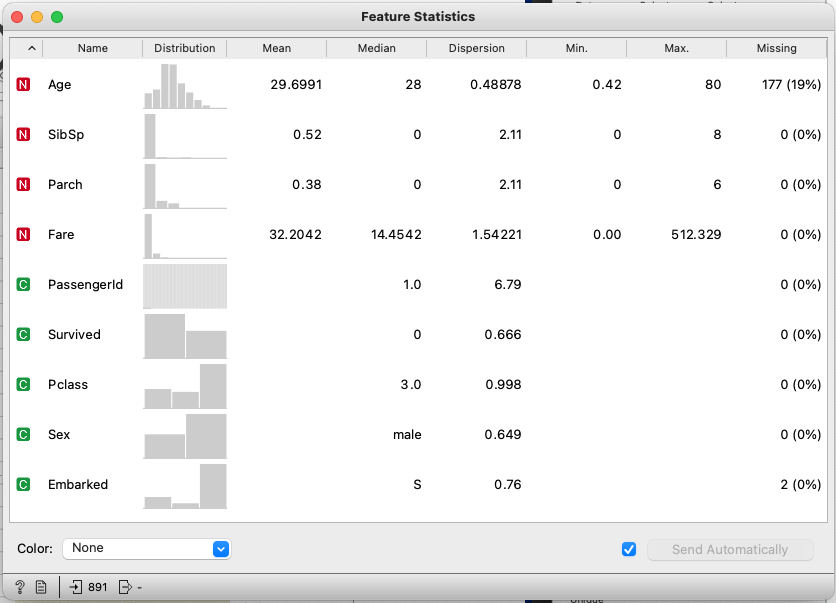 Feature Statistics
Name Distribution Mean Median Dispersion Min. Max. Missing
N Age 29.6991 28 0.48878 0.42 80 177 (19%)
N SibSp 0.52 0 2.11 0 8 0 (0%)
N Parch 0.38 0 2.11 0 6 0 (0%)
N Fare 32.2042 14.4542 1.54221 0.00 512.329 0 (0%)
C PassengerId 1.0 6.79 0 (0%)
C Survived 0 0.666 0 (0%)
C Pclass 3.0 0.998 0 (0%)
C Sex male 0.649 0 (0%)
C Embarked S 0.76 2 (0%)
Color: None Send Automatically
? 891 -